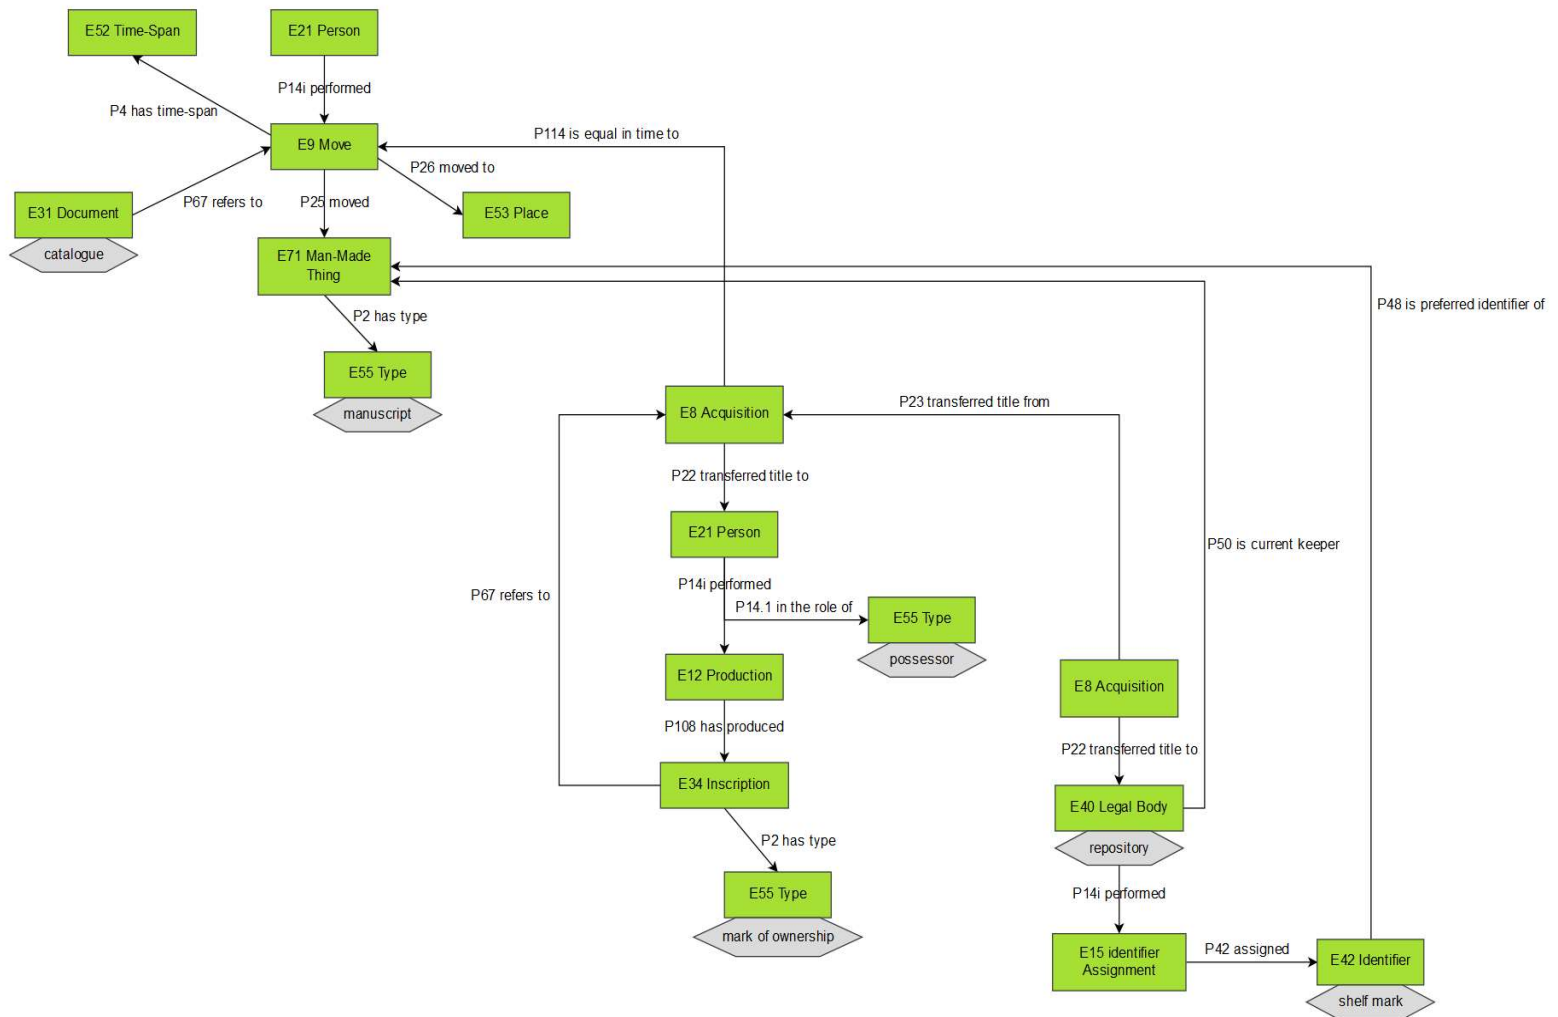 E52 Time-Span
E21 Person
P14i performed
P4 has time-span
P114 is equal in time to
E9 Move
P26 moved to
P67 refers to
P25 moved
E31 Document
E53 Place
catalogue
E71 Man-Made
Thing
P48 is preferred identifier of
P2 has type
E55 Type
manuscript
E8 Acquisition
P23 transferred title from
P22 transferred title to
E21 Person
P50 is current keeper
P14i performed
P67 refers to
P14.1 in the role of
E55 Type
possessor
E12 Production
E8 Acquisition
P108 has produced
P22 transferred title to
E34 Inscription
E40 Legal Body
P2 has type
repository
E55 Type
P14i performed
mark of ownership
E15 identifier
Assignment
P42 assigned
E42 Identifier
shelf mark